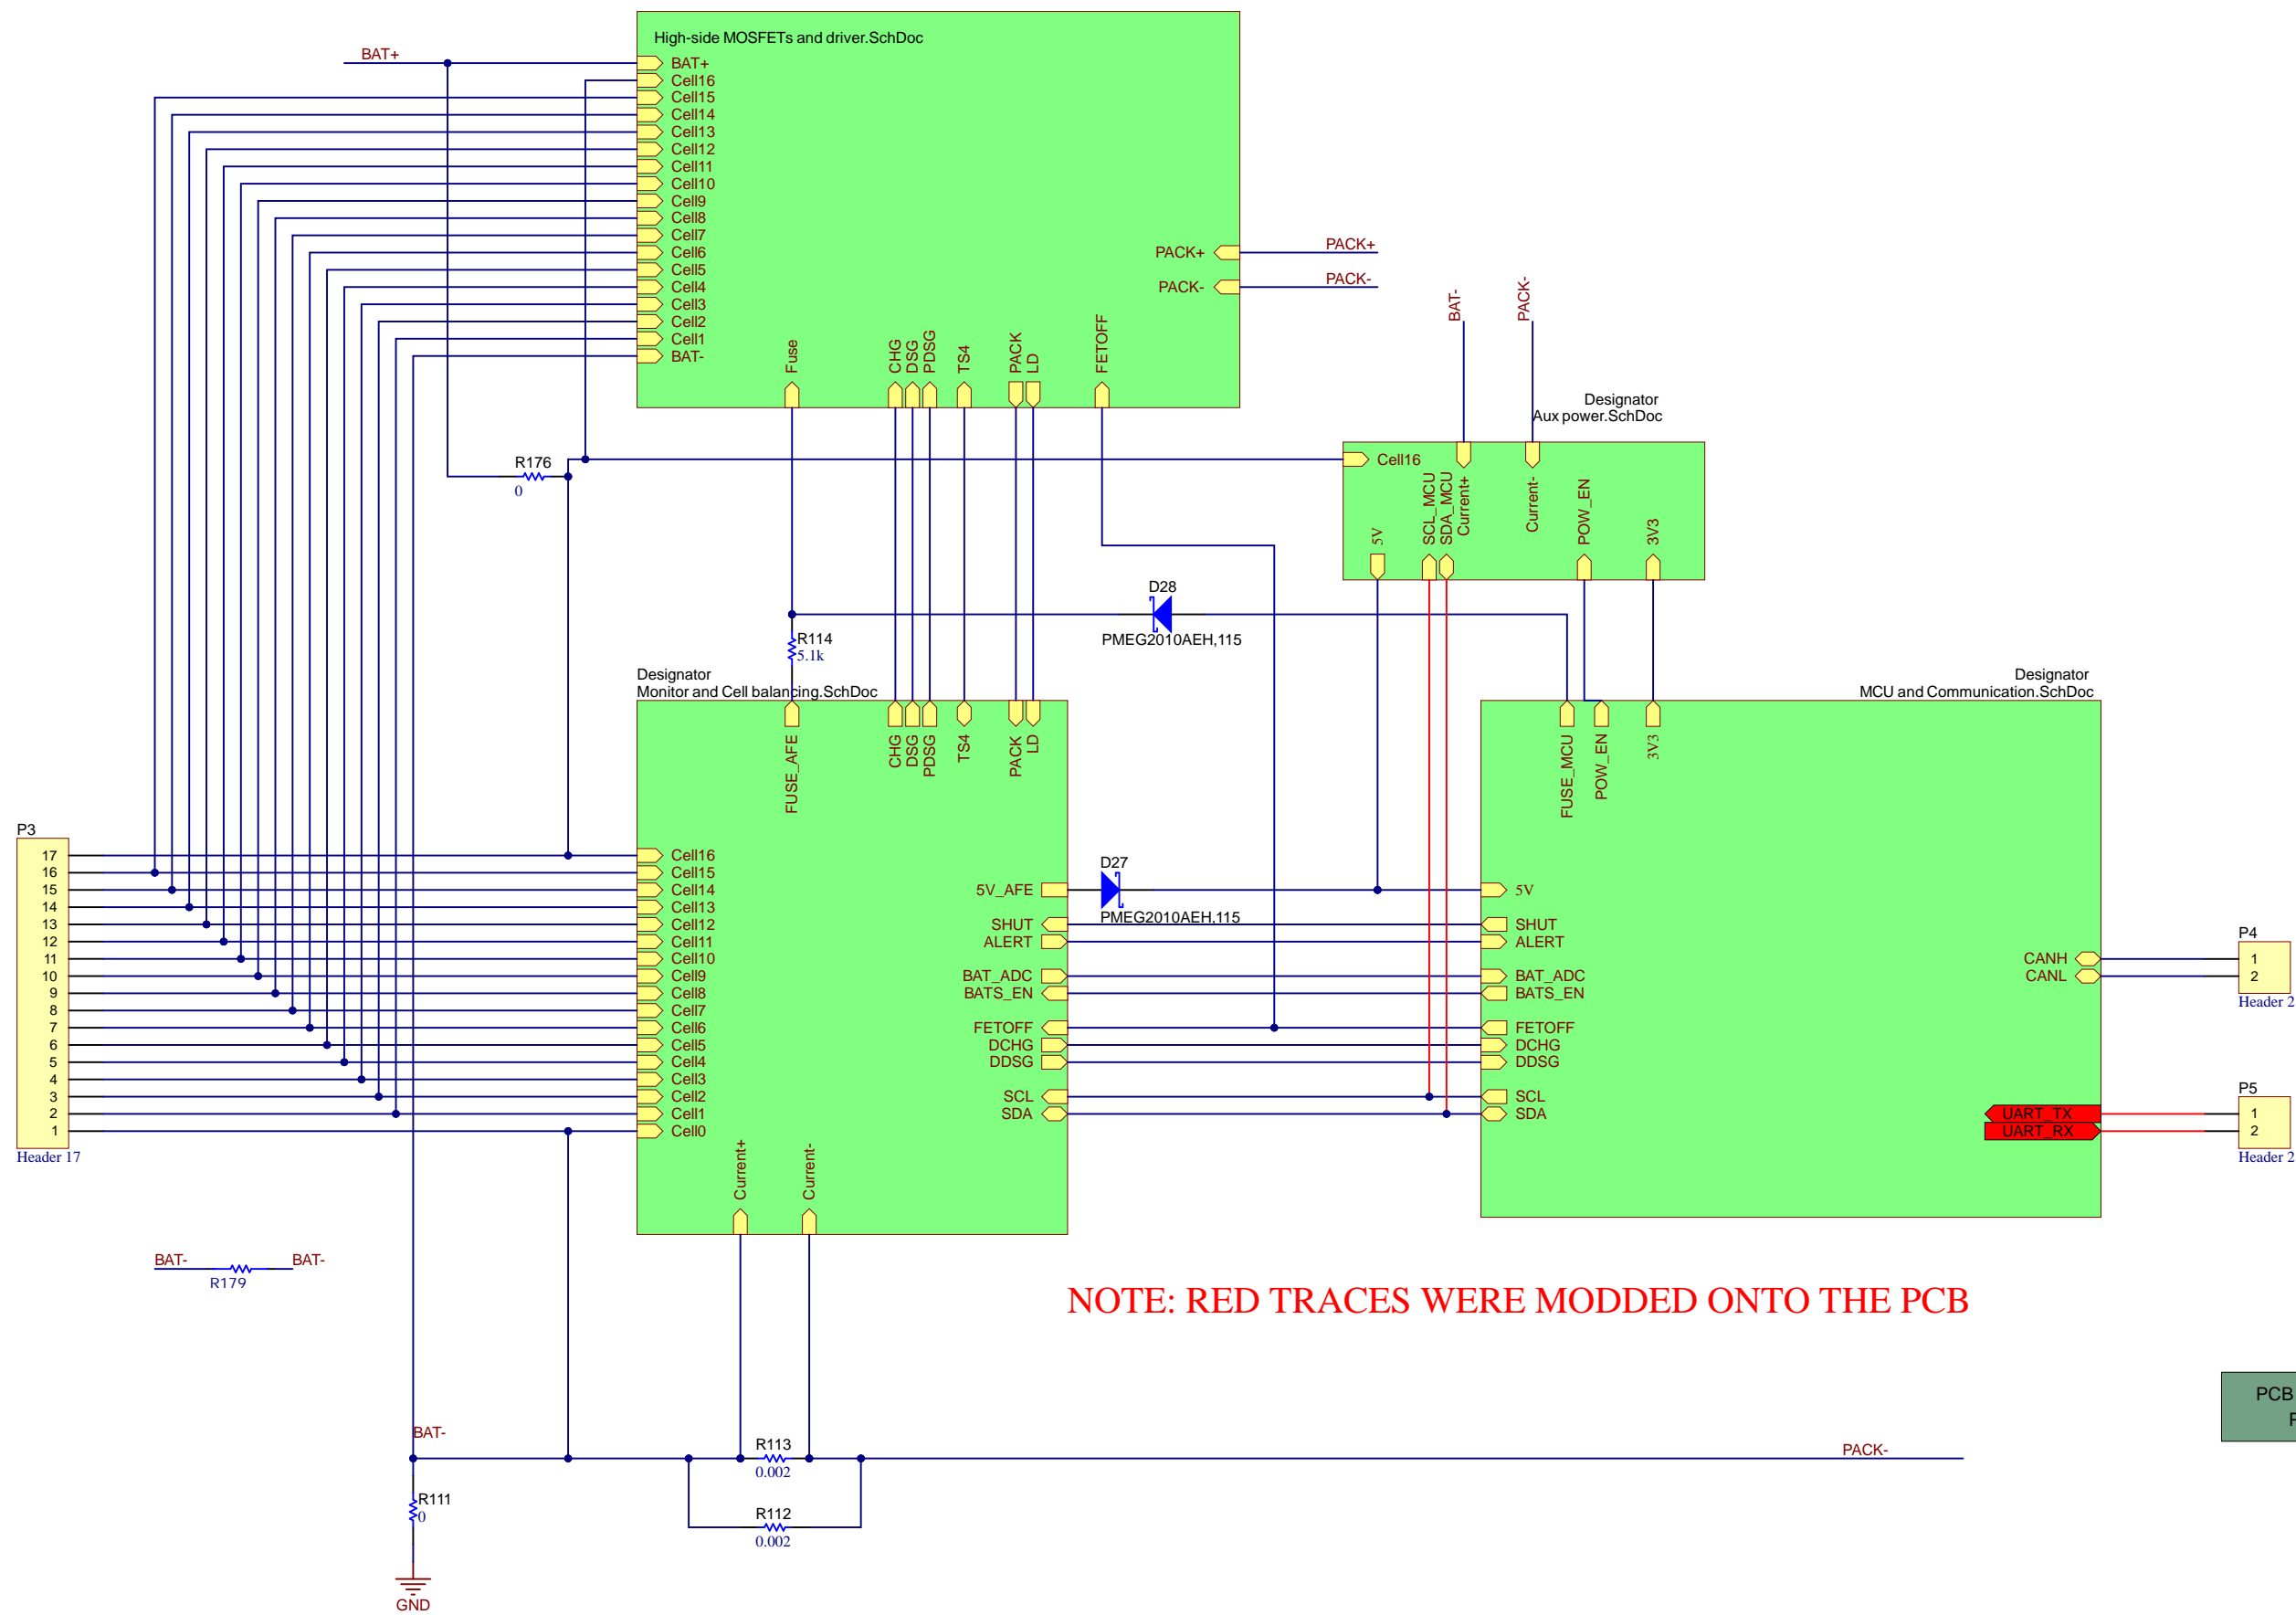 High-side MOSFETs and driver.SchDoc
BAT+
BAT+
Cell16
Cell15
Cell14
Cell13
Cell12
Cell11
Cell10
Cell9
Cell8
Cell7
Cell6
Cell5
Cell4
Cell3
Cell2
Cell1
BAT-
PACK+
PACK-
PACK+
PACK-
Fuse
CHG
DSG
PDSG
TS4
PACK
LD
FETOFF
BAT-
PACK-
Designator
Aux power.SchDoc
Cell16
5V
SCL_MCU
SDA_MCU
Current+
Current-
POW_EN
3V3
R176
0
D28
PMEG2010AEH,115
R114
5.1k
Designator
Monitor and Cell balancing.SchDoc
FUSE_AFE
CHG
DSG
PDSG
TS4
PACK
LD
Cell16
Cell15
Cell14
Cell13
Cell12
Cell11
Cell10
Cell9
Cell8
Cell7
Cell6
Cell5
Cell4
Cell3
Cell2
Cell1
Cell0
5V_AFE
SHUT
ALERT
BAT_ADC
BATS_EN
FETOFF
DCHG
DDSG
SCL
SDA
Current+
Current-
D27
PMEG2010AEH,115
Designator
MCU and Communication.SchDoc
FUSE_MCU
POW_EN
3V3
5V
SHUT
ALERT
BAT_ADC
BATS_EN
FETOFF
DCHG
DDSG
SCL
SDA
CANH
CANL
UART_TX
UART_RX
P4
1
2
Header 2
P5
1
2
Header 2
P3
17
16
15
14
13
12
11
10
9
8
7
6
5
4
3
2
1
Header 17
BAT-
BAT-
R179
NOTE: RED TRACES WERE MODDED ONTO THE PCB
PCB
BAT-
R113
0.002
PACK-
R111
0
R112
0.002
GND